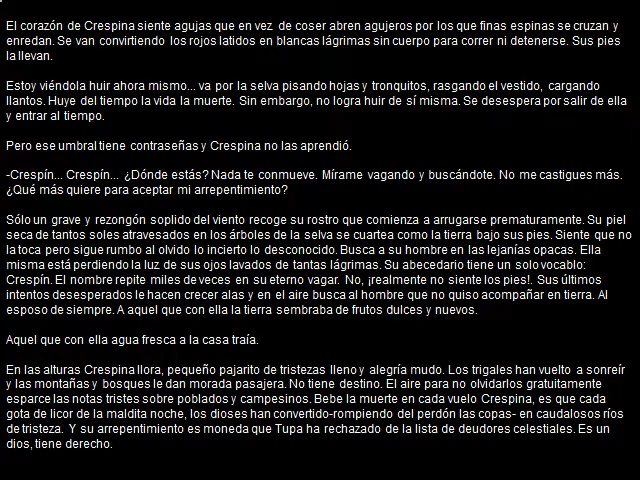 El corazón de Crespina siente agujas que en vez de coser abren agujeros por los que finas espinas se cruzan y
enredan. Se van convirtiendo los rojos latidos en blancas lágrimas sin cuerpo para correr ni detenerse. Sus pies
la llevan.
Estoy viéndola huir ahora mismo... va por la selva pisando hojas y tronquitos, rasgando el vestido, cargando
llantos. Huye del tiempo la vida la muerte. Sin embargo, no logra huir de sí misma. Se desespera por salir de ella
y entrar al tiempo.
Pero ese umbral tiene contraseñas y Crespina no las aprendió.
-Crespín... Crespín... ¿Dónde estás? Nada te conmueve. Mírame vagando y buscándote. No me castigues más.
¿Qué más quiere para aceptar mi arrepentimiento?
Sólo un grave y rezongón soplido del viento recoge su rostro que comienza a arrugarse prematuramente. Su piel
seca de tantos soles atravesados en los árboles de la selva se cuartea como la tierra bajo sus pies. Siente que no
la toca pero sigue rumbo al olvido lo incierto lo desconocido. Busca a su hombre en las lejanías opacas. Ella
misma está perdiendo la luz de sus ojos lavados de tantas lágrimas. Su abecedario tiene un solo vocablo:
Crespín. El nombre repite miles de veces en su eterno vagar. No, ¡realmente no siente los pies!. Sus últimos
intentos desesperados le hacen crecer alas y en el aire busca al hombre que no quiso acompañar en tierra. Al
esposo de siempre. A aquel que con ella la tierra sembraba de frutos dulces y nuevos.
Aquel que con ella agua fresca a la casa traía.
En las alturas Crespina llora, pequeño pajarito de tristezas lleno y alegría mudo. Los trigales han vuelto a sonreír
y las montañas y bosques le dan morada pasajera. No tiene destino. El aire para no olvidarlos gratuitamente
esparce las notas tristes sobre poblados y campesinos. Bebe la muerte en cada vuelo Crespina, es que cada
gota de licor de la maldita noche, los dioses han convertido-rompiendo del perdón las copas- en caudalosos ríos
de tristeza. Y su arrepentimiento es moneda que Tupa ha rechazado de la lista de deudores celestiales. Es un
dios, tiene derecho.